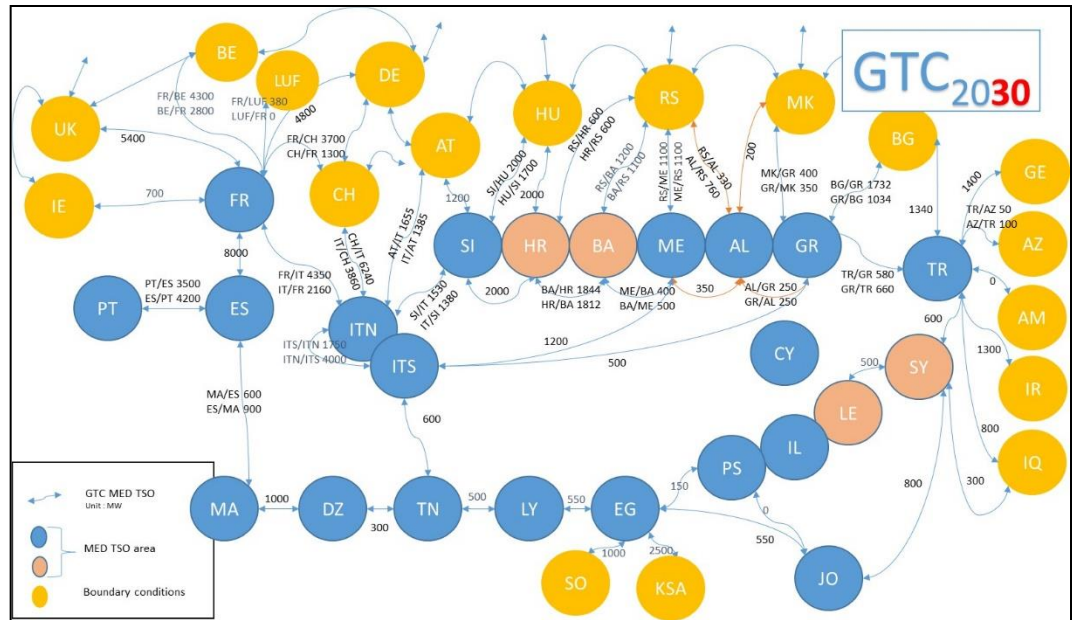 GTC2030
BE
LUF
DE
UK
IE
FR
CH
AT
HU
RS
MK
BG
GE
AZ
AM
IR
IQ
TR
SI
HR
BA
ME
AL
GR
PT
ES
ITN
ITS
CY
SY
LE
IL
PS
JO
MA
DZ
TN
LY
EG
SO
KSA
FR/BE 4300
BE/FR 2800
FR/LUF 380
LUF/FR 0
4800
5400
700
FR/CH 3700
CH/FR 1300
8000
PT/ES 3500
ES/PT 4200
FR/IT 4350
IT/FR 2160
CH/IT 6240
IT/CH 3860
AT/IT 1655
IT/AT 1385
1200
SI/HU 2000
HU/SI 1700
2000
RS/HR 600
HR/RS 600
RS/BA 1200
BA/RS 1100
RS/ME 1100
ME/RS 1100
RS/AL 330
AL/RS 760
200
MK/GR 400
GR/MK 350
BG/GR 1732
GR/BG 1034
1340
1400
TR/AZ 50
AZ/TR 100
0
SI/IT 1530
IT/SI 1380
2000
BA/HR 1844
HR/BA 1812
ME/BA 400
BA/ME 500
350
AL/GR 250
GR/AL 250
TR/GR 580
GR/TR 660
600
1300
800
300
ITS/ITN 1750
ITN/ITS 4000
1200
500
500
MA/ES 600
ES/MA 900
600
1000
300
500
550
150
0
550
800
1000
2500
GTC MED TSO
Unit : MW
MED TSO area
Boundary conditions